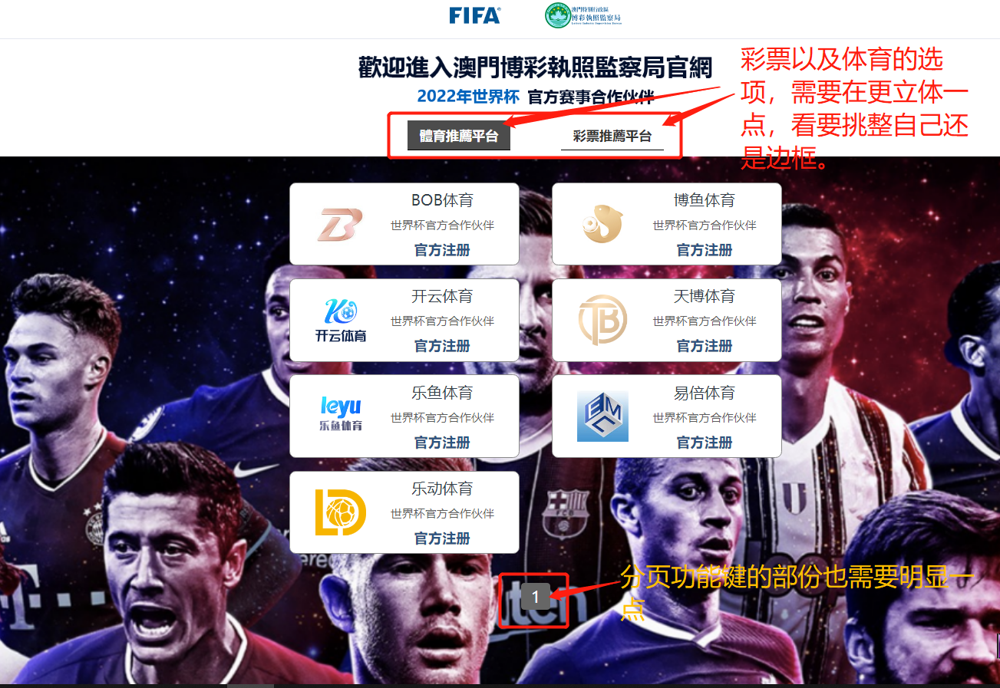 FIFA
澳門特别行政區
博彩執照監察局
歡迎進入澳門博彩執照監察局官網
2022年世界杯 官方赛事合作伙伴
體育推薦平台
彩票推薦平台
彩票以及体育的选
项，需要在更立体一
点，看要挑整自己还
是边框。
BOB体育
世界杯官方合作伙伴
官方注册
博鱼体育
世界杯官方合作伙伴
官方注册
K
开云体育
开云体育
世界杯官方合作伙伴
官方注册
TB
天博体育
世界杯官方合作伙伴
官方注册
leyu
乐鱼体育
乐鱼体育
世界杯官方合作伙伴
官方注册
EMC
易倍体育
世界杯官方合作伙伴
官方注册
LD
乐动体育
世界杯官方合作伙伴
官方注册
FCB
1
分页功能键的部份也需要明显一
点